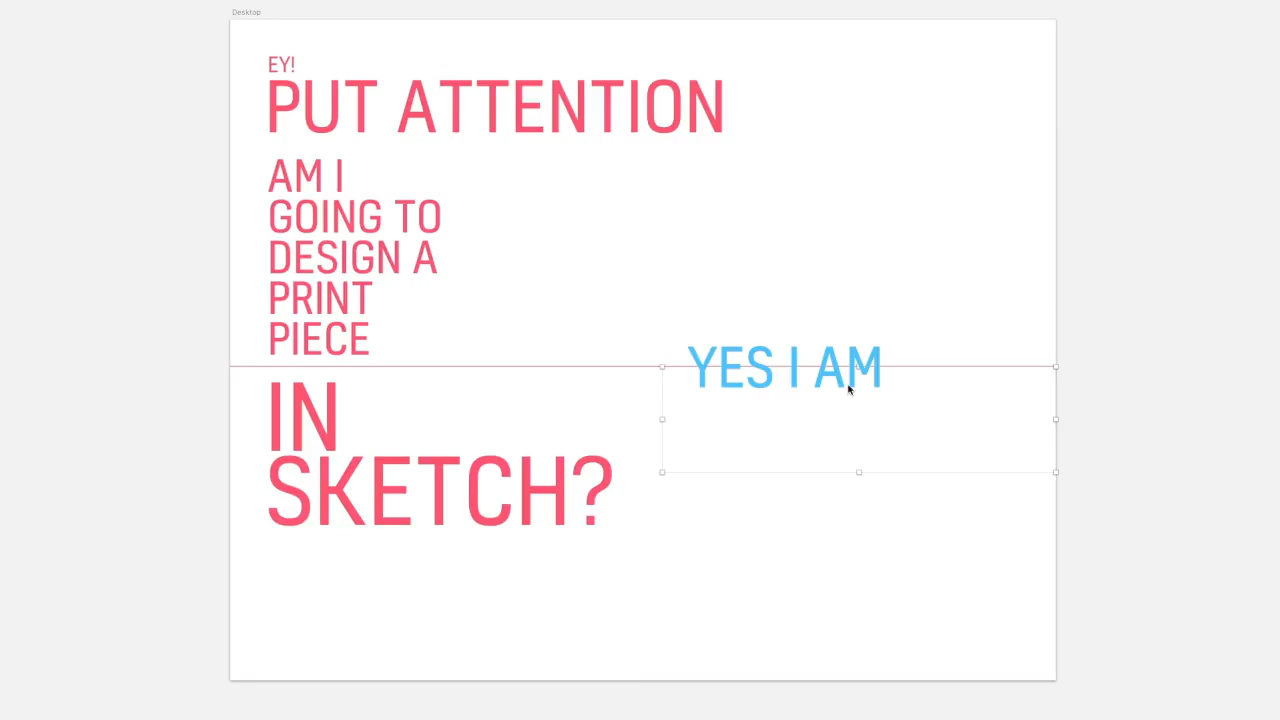 Desktop
EY!
PUT ATTENTION
AM I
GOING TO
DESIGN A
PRINT
PIECE
YES I AM
IN
SKETCH?